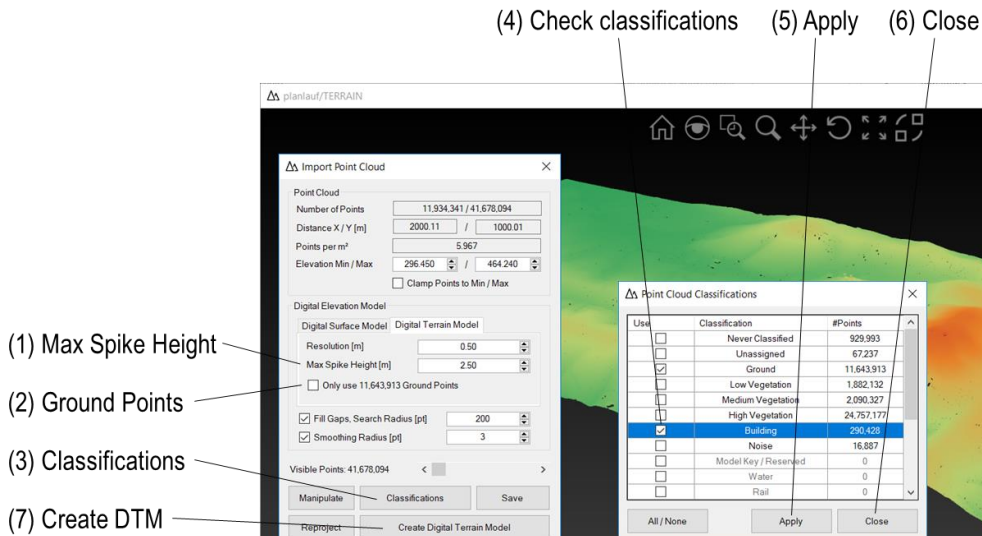 (4) Check classifications (5) Apply (6) Close
planlauf/TERRAIN
Import Point Cloud
Point Cloud
Number of Points 11,934,341 / 41,678,094
Distance X / Y [m] 2000.11 / 1000.01
Points per m² 5.967
Elevation Min / Max 296.450 / 464.240
Clamp Points to Min / Max
Digital Elevation Model
Digital Surface Model Digital Terrain Model
Resolution [m] 0.50
(1) Max Spike Height
Max Spike Height [m] 2.50
Only use 11,643,913 Ground Points
(2) Ground Points
Fill Gaps, Search Radius [pt] 200
Smoothing Radius [pt] 3
(3) Classifications
Visible Points: 41,678,094
Manipulate Classifications Save
(7) Create DTM
Reproject Create Digital Terrain Model
Point Cloud Classifications
Use Classification #Points
Never Classified 929,993
Unassigned 67,237
Ground 11,643,913
Low Vegetation 1,882,132
Medium Vegetation 2,090,327
High Vegetation 24,757,177
Building 290,428
Noise 16,887
Model Key / Reserved 0
Water 0
Rail 0
All / None Apply Close